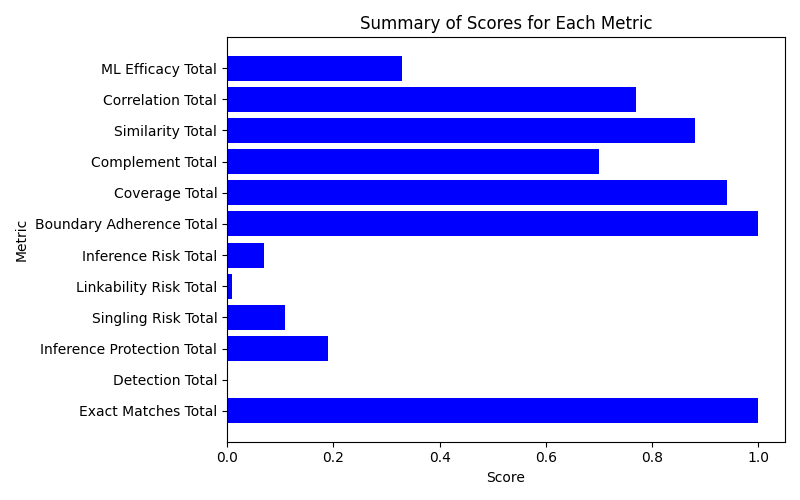 Summary of Scores for Each Metric
ML Efficacy Total
Correlation Total
Similarity Total
Complement Total
Coverage Total
Boundary Adherence Total
Inference Risk Total
Linkability Risk Total
Singling Risk Total
Inference Protection Total
Detection Total
Exact Matches Total
Metric
0.0 0.2 0.4 0.6 0.8 1.0
Score